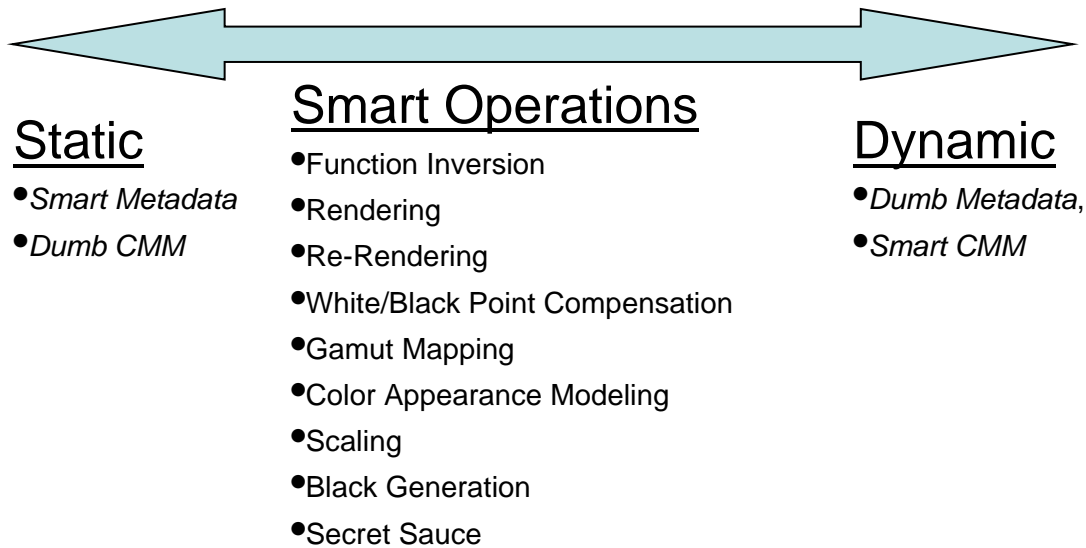 Static
•Smart Metadata
•Dumb CMM
Smart Operations
•Function Inversion
•Rendering
•Re-Rendering
•White/Black Point Compensation
•Gamut Mapping
•Color Appearance Modeling
•Scaling
•Black Generation
•Secret Sauce
Dynamic
•Dumb Metadata,
•Smart CMM